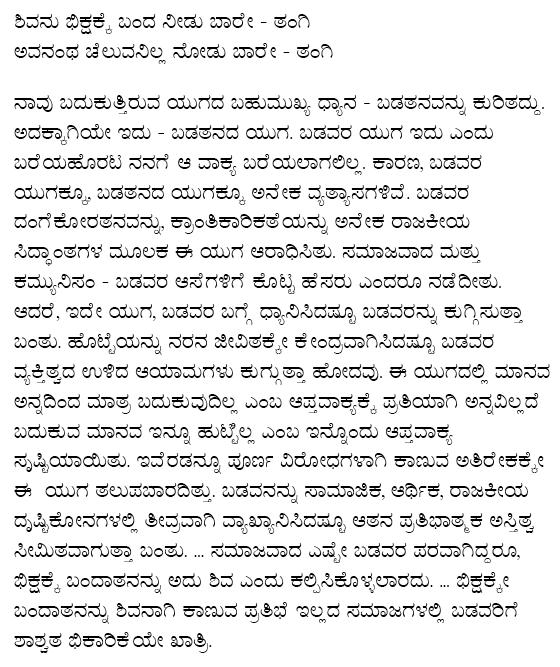 ಶಿವನು ಭಿಕ್ಷಕ್ಕೆ ಬಂದ ನೀಡು ಬಾರೇ - ತಂಗಿ
ಅವನಂಥ ಚೆಲುವನಿಲ್ಲ ನೋಡು ಬಾರೇ - ತಂಗಿ
ನಾವು ಬದುಕುತ್ತಿರುವ ಯುಗದ ಬಹುಮುಖ್ಯ ಧ್ಯಾನ - ಬಡತನವನ್ನು ಕುರಿತದ್ದು.
ಅದಕ್ಕಾಗಿಯೇ ಇದು - ಬಡತನದ ಯುಗ. ಬಡವರ ಯುಗ ಇದು ಎಂದು
ಬರೆಯಹೊರಟ ನನಗೆ ಆ ವಾಕ್ಯ ಬರೆಯಲಾಗಲಿಲ್ಲ. ಕಾರಣ, ಬಡವರ
ಯುಗಕ್ಕೂ, ಬಡತನದ ಯುಗಕ್ಕೂ ಅನೇಕ ವ್ಯತ್ಯಾಸಗಳಿವೆ. ಬಡವರ
ದಂಗೆಕೋರತನವನ್ನು, ಕ್ರಾಂತಿಕಾರಿಕತೆಯನ್ನು ಅನೇಕ ರಾಜಕೀಯ
ಸಿದ್ಧಾಂತಗಳ ಮೂಲಕ ಈ ಯುಗ ಆರಾಧಿಸಿತು. ಸಮಾಜವಾದ ಮತ್ತು
ಕಮ್ಯುನಿಸಂ - ಬಡವರ ಆಸೆಗಳಿಗೆ ಕೊಟ್ಟ ಹೆಸರು ಎಂದರೂ ನಡೆದೀತು.
ಆದರೆ, ಇದೇ ಯುಗ, ಬಡವರ ಬಗ್ಗೆ ಧ್ಯಾನಿಸಿದಷ್ಟೂ ಬಡವರನ್ನು ಕುಗ್ಗಿಸುತ್ತಾ
ಬಂತು. ಹೊಟ್ಟೆಯನ್ನು ನರನ ಜೀವಿತಕ್ಕೇ ಕೇಂದ್ರವಾಗಿಸಿದಷ್ಟೂ ಬಡವರ
ವ್ಯಕ್ತಿತ್ವದ ಉಳಿದ ಆಯಾಮಗಳು ಕುಗ್ಗುತ್ತಾ ಹೋದವು. ಈ ಯುಗದಲ್ಲಿ ಮಾನವ
ಅನ್ನದಿಂದ ಮಾತ್ರ ಬದುಕುವುದಿಲ್ಲ ಎಂಬ ಆಪ್ತವಾಕ್ಯಕ್ಕೆ ಪ್ರತಿಯಾಗಿ ಅನ್ನವಿಲ್ಲದೆ
ಬದುಕುವ ಮಾನವ ಇನ್ನೂ ಹುಟ್ಟಿಲ್ಲ ಎಂಬ ಇನ್ನೊಂದು ಆಪ್ತವಾಕ್ಯ
ಸೃಷ್ಟಿಯಾಯಿತು. ಇವೆರಡನ್ನೂ ಪೂರ್ಣ ವಿರೋಧಗಳಾಗಿ ಕಾಣುವ ಅತಿರೇಕಕ್ಕೇ
ಈ ಯುಗ ತಲುಪಬಾರದಿತ್ತು. ಬಡವನನ್ನು ಸಾಮಾಜಿಕ, ಆರ್ಥಿಕ, ರಾಜಕೀಯ
ದೃಷ್ಟಿಕೋನಗಳಲ್ಲಿ ತೀವ್ರವಾಗಿ ವ್ಯಾಖ್ಯಾನಿಸಿದಷ್ಟೂ ಆತನ ಪ್ರತಿಭಾತ್ಮಕ ಅಸ್ತಿತ್ವ
ಸೀಮಿತವಾಗುತ್ತಾ ಬಂತು. ... ಸಮಾಜವಾದ ಎಷ್ಟೇ ಬಡವರ ಪರವಾಗಿದ್ದರೂ,
ಭಿಕ್ಷಕ್ಕೆ ಬಂದಾತನನ್ನು ಅದು ಶಿವ ಎಂದು ಕಲ್ಪಿಸಿಕೊಳ್ಳಲಾರದು. ... ಭಿಕ್ಷಕ್ಕೇ
ಬಂದಾತನನ್ನು ಶಿವನಾಗಿ ಕಾಣುವ ಪ್ರತಿಭೆ ಇಲ್ಲದ ಸಮಾಜಗಳಲ್ಲಿ ಬಡವರಿಗೆ
ಶಾಶ್ವತ ಭಿಕಾರಿಕೆಯೇ ಖಾತ್ರಿ.